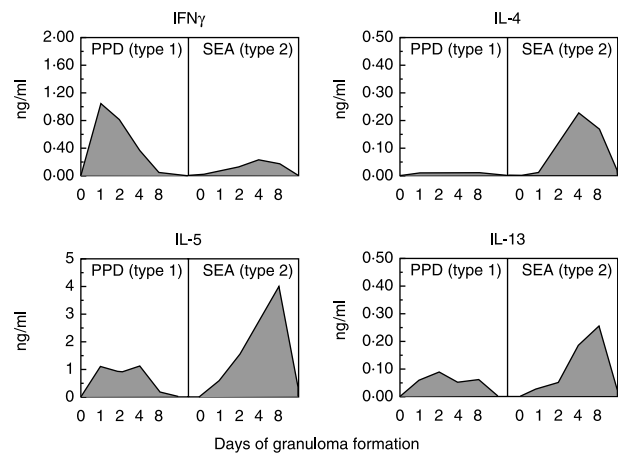 IFNγ
PPD (type 1) SEA (type 2)
ng/ml
2·00
1·60
1·20
0·80
0·40
0·00
0 1 2 4 8 0 1 2 4 8
IL-4
PPD (type 1) SEA (type 2)
ng/ml
0·50
0·40
0·30
0·20
0·10
0·00
0 1 2 4 8 0 1 2 4 8
IL-5
PPD (type 1) SEA (type 2)
ng/ml
5
4
3
2
1
0
0 1 2 4 8 0 1 2 4 8
IL-13
PPD (type 1) SEA (type 2)
ng/ml
0·50
0·40
0·30
0·20
0·10
0·00
0 1 2 4 8 0 1 2 4 8
Days of granuloma formation